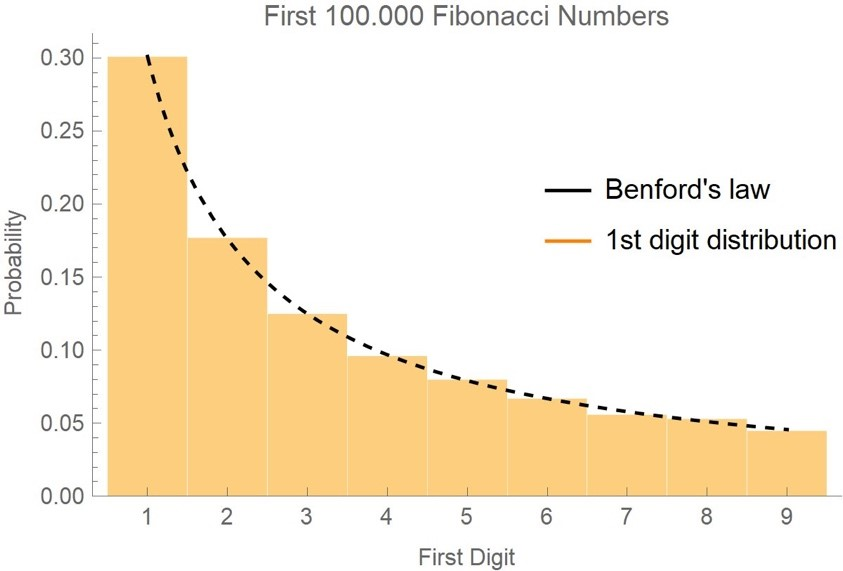 First 100.000 Fibonacci Numbers
0.30
0.25
0.20
0.15
0.10
0.05
0.00
Probability
Benford's law
1st digit distribution
1 2 3 4 5 6 7 8 9
First Digit